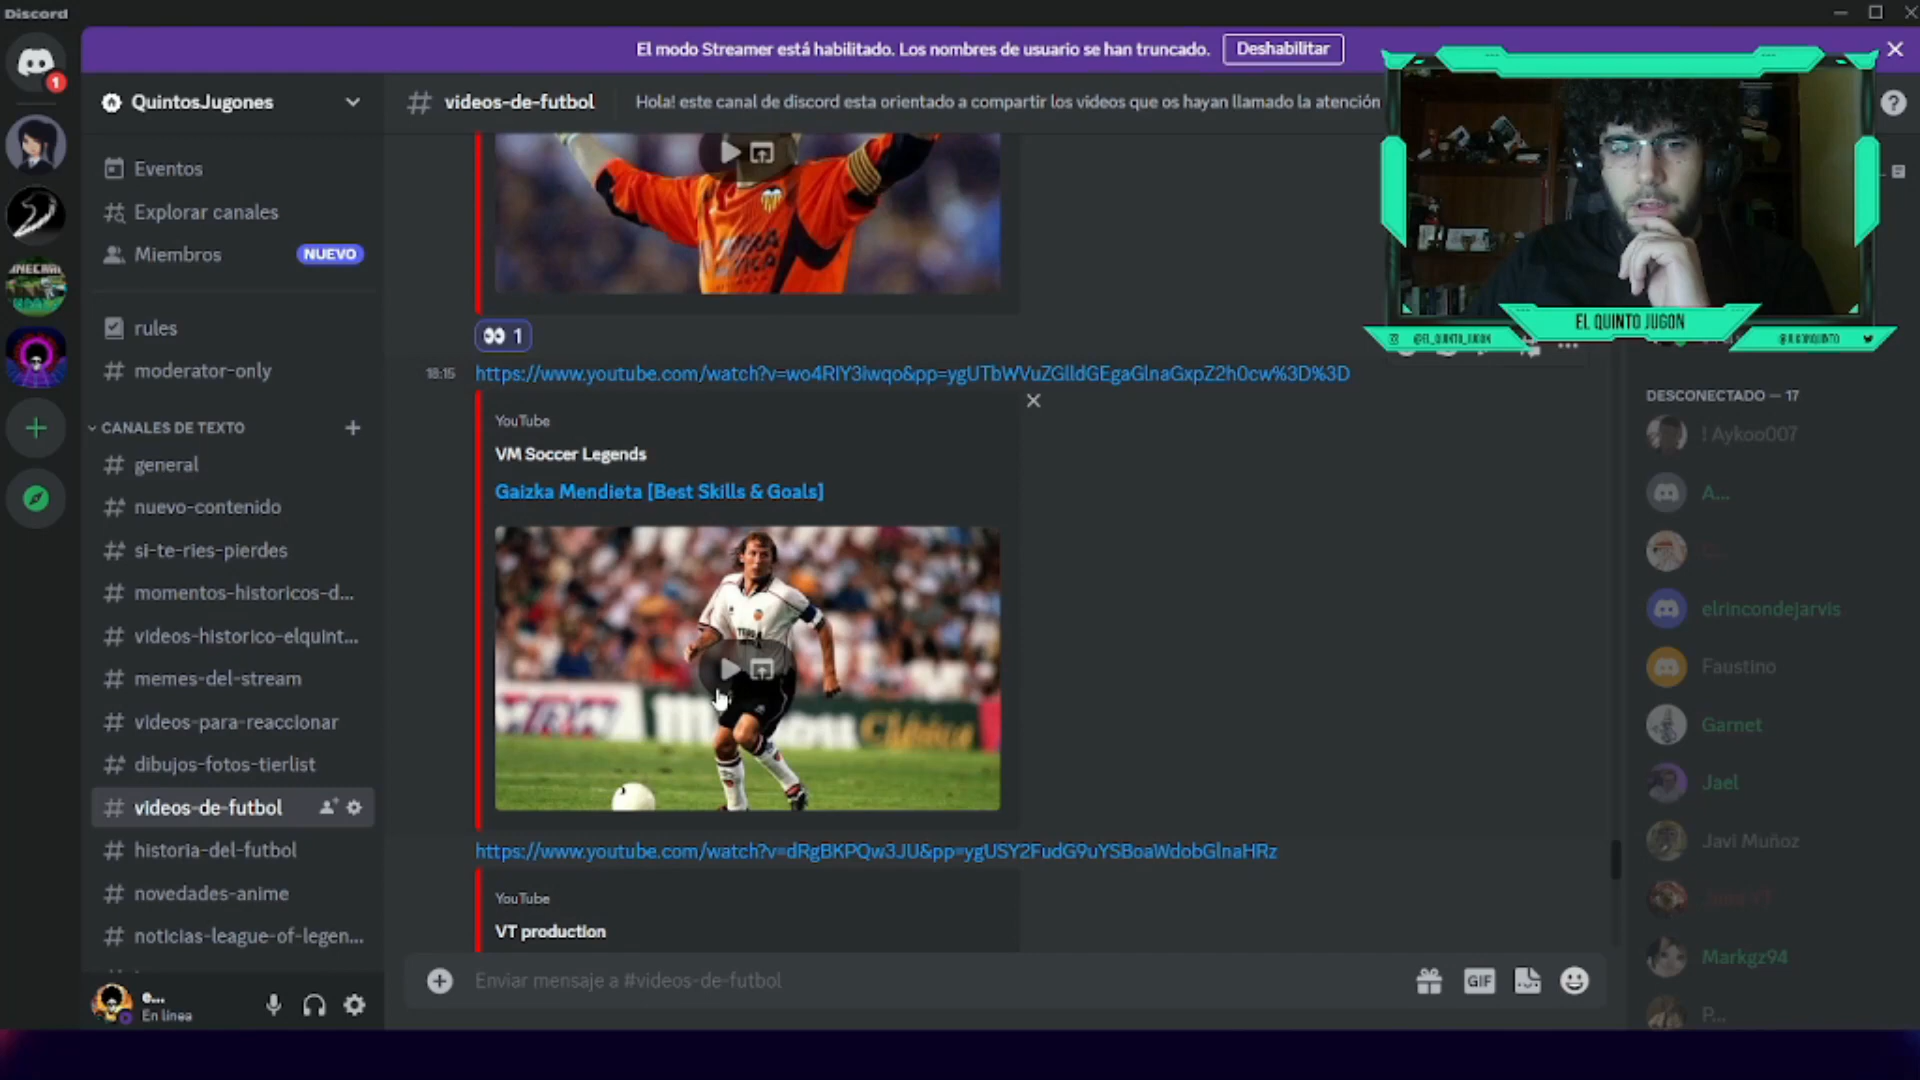 Discord
El modo Streamer está habilitado. Los nombres de usuario se han truncado.
Deshabilitar
1
QuintosJugones
videos-de-futbol
Hola! este canal de discord esta orientado a compartir los videos que os hayan llamado la atención
Eventos
Explorar canales
Miembros
NUEVO
rules
moderator-only
CANALES DE TEXTO
general
nuevo-contenido
si-te-ries-pierdes
momentos-historicos-d...
videos-historico-elquint...
memes-del-stream
videos-para-reaccionar
dibujos-fotos-tierlist
videos-de-futbol
historia-del-futbol
novedades-anime
noticias-league-of-legen...
e...
En línea
1
18:15
https://www.youtube.com/watch?v=wo4RIY3iwqo&pp=ygUTbWVuZGlldGEgaGlnaGxpZ2h0cw%3D%3D
YouTube
VM Soccer Legends
Gaizka Mendieta [Best Skills & Goals]
Clásica
https://www.youtube.com/watch?v=dRgBKPQw3JU&pp=ygUSY2FudG9uYSBoaWdobGlnaHRz
YouTube
VT production
Enviar mensaje a #videos-de-futbol
GIF
EL QUINTO JUGON
@EL_QUINTO_JUGON
@JUGONQUINTO
DESCONECTADO — 17
! Aykoo007
A...
elrincondejarvis
Faustino
Garnet
Jael
Javi Muñoz
Markgz94
P...